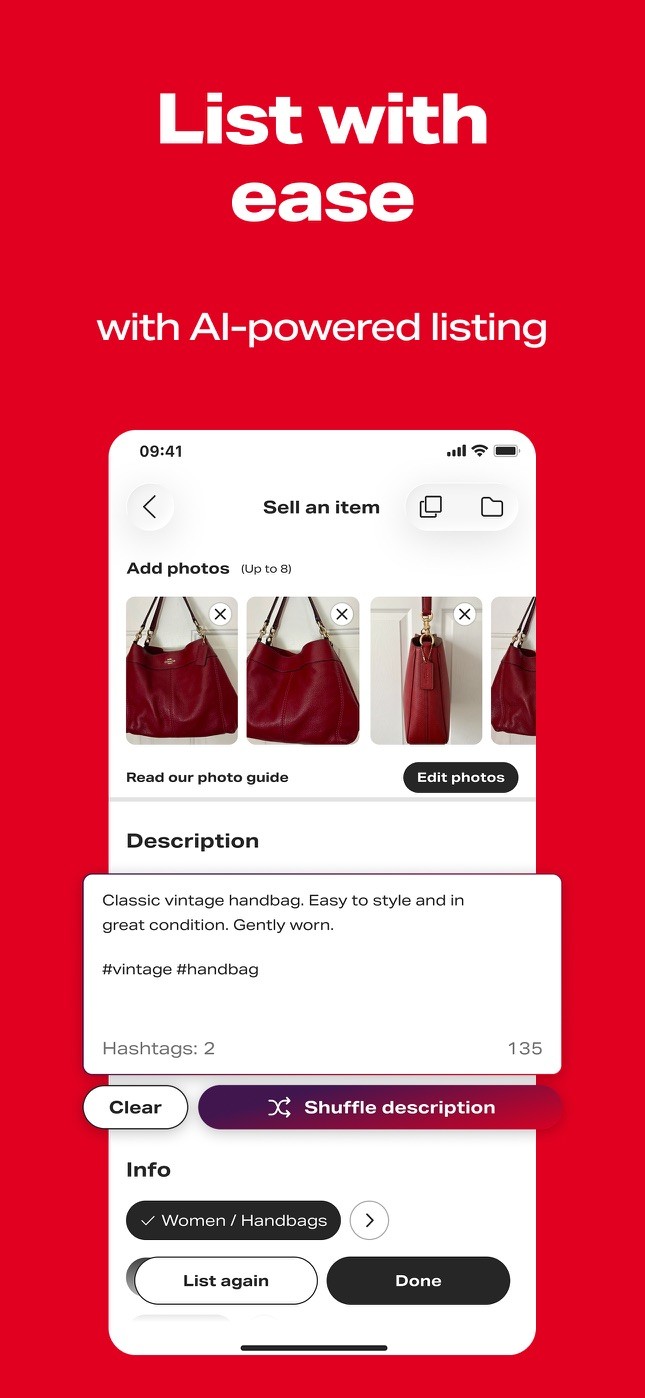 List with
ease
with AI-powered listing
09:41
Sell an item
Add photos (Up to 8)
Read our photo guide
Edit photos
Description
Classic vintage handbag. Easy to style and in
great condition. Gently worn.
#vintage #handbag
Hashtags: 2
135
Clear
Shuffle description
Info
Women / Handbags
List again
Done